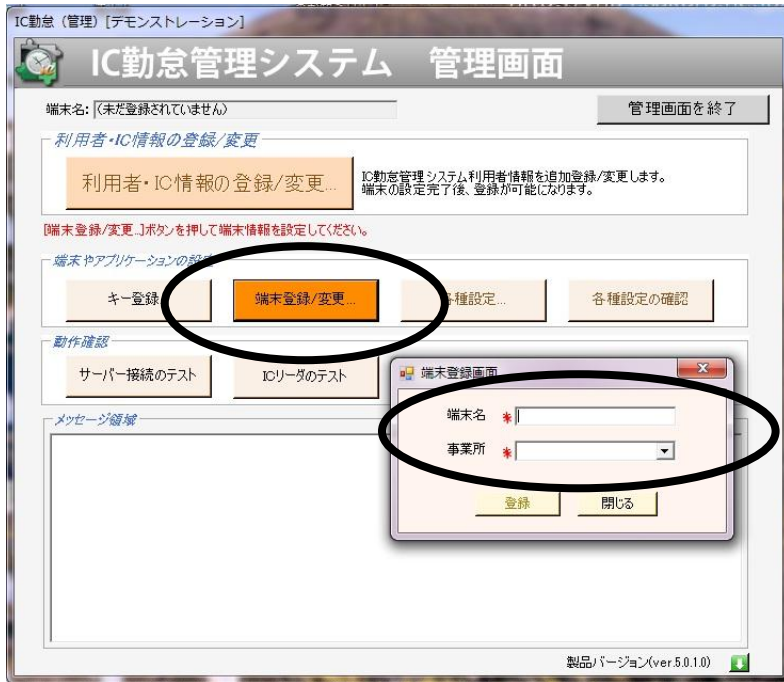 IC勤怠（管理）[デモンストレーション]
IC勤怠管理システム 管理画面
端末名: (未だ登録されていません)
管理画面を終了
利用者・IC情報の登録/変更
利用者・IC情報の登録/変更...
IC勤怠管理システム利用者情報を追加登録/変更します。
端末の設定完了後、登録が可能になります。
[端末登録/変更...]ボタンを押して端末情報を設定してください。
端末やアプリケーションの設定
キー登録
端末登録/変更...
各種設定...
各種設定の確認
動作確認
サーバー接続のテスト
ICリーダのテスト
端末登録画面
端末名 *
事業所 *
登録
閉じる
メッセージ領域
製品バージョン(ver.5.0.1.0)